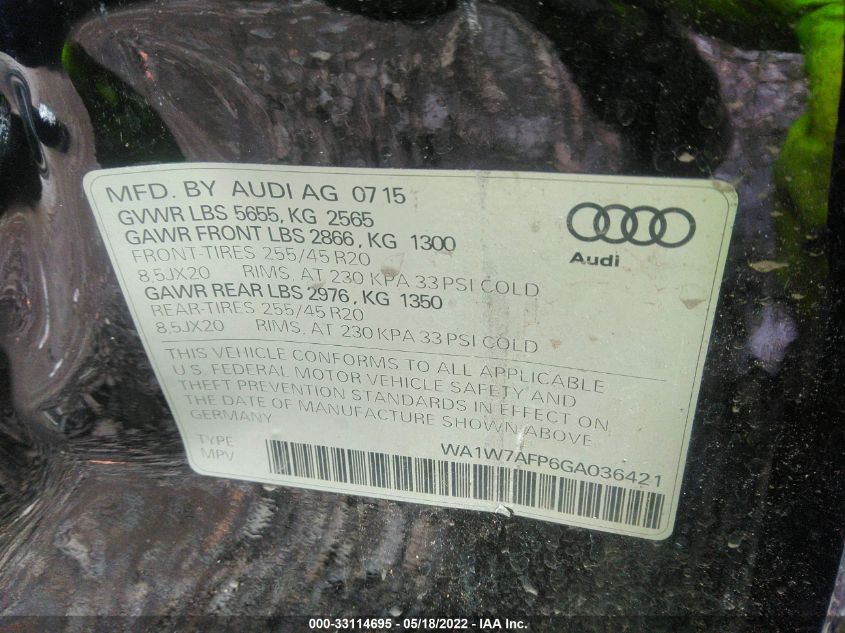 MFD. BY AUDI AG 07 15
GVWR LBS 5655, KG 2565
GAWR FRONT LBS 2866, KG 1300
FRONT-TIRES 255/45 R20
8.5JX20 RIMS, AT 230 KPA 33 PSI COLD
GAWR REAR LBS 2976, KG 1350
REAR-TIRES 255/45 R20
8.5JX20 RIMS, AT 230 KPA 33 PSI COLD
Audi
THIS VEHICLE CONFORMS TO ALL APPLICABLE
U.S. FEDERAL MOTOR VEHICLE SAFETY AND
THEFT PREVENTION STANDARDS IN EFFECT ON
THE DATE OF MANUFACTURE SHOWN ABOVE
GERMANY
TYPE WA1W7AFP6GA036421
MPV
000-33114695 - 05/18/2022 - IAA Inc.